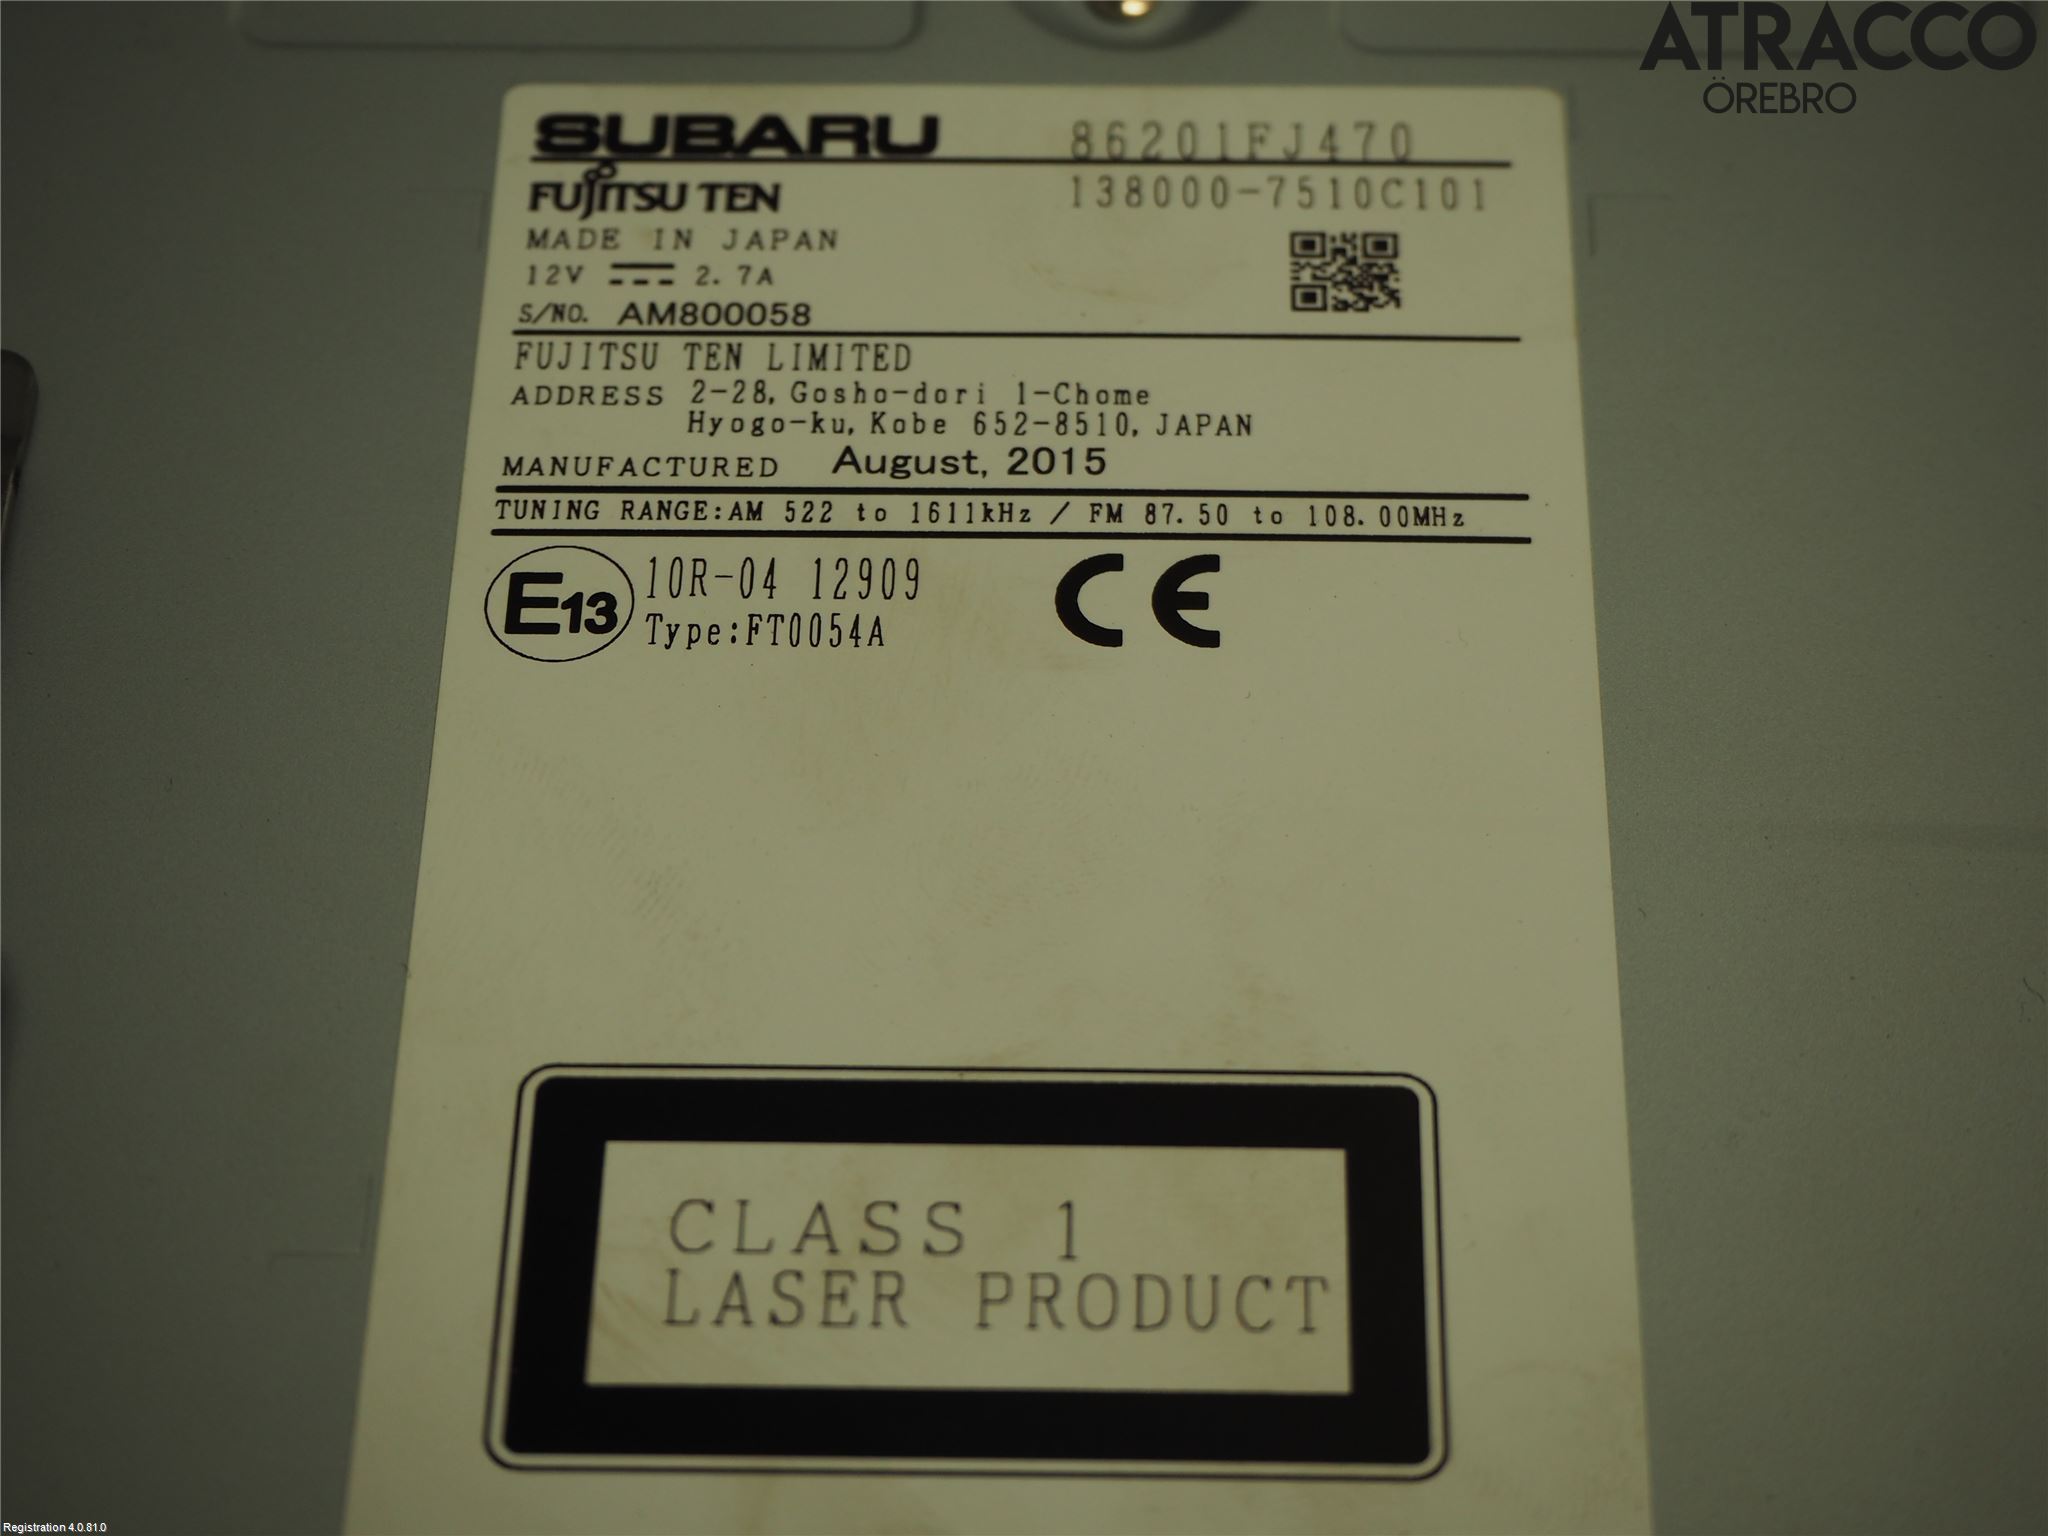 ATRACCO
ÖREBRO
SUBARU 86201FJ470
FUJITSU TEN 138000-7510C101
MADE IN JAPAN
12V 2.7A
S/NO. AM800058
FUJITSU TEN LIMITED
ADDRESS 2-28, Gosho-dori 1-Chome
Hyogo-ku, Kobe 652-8510, JAPAN
MANUFACTURED August, 2015
TUNING RANGE:AM 522 to 1611kHz / FM 87.50 to 108.00MHz
E13 10R-04 12909 CE
Type:FT0054A
CLASS 1
LASER PRODUCT
Registration 4.0.81.0